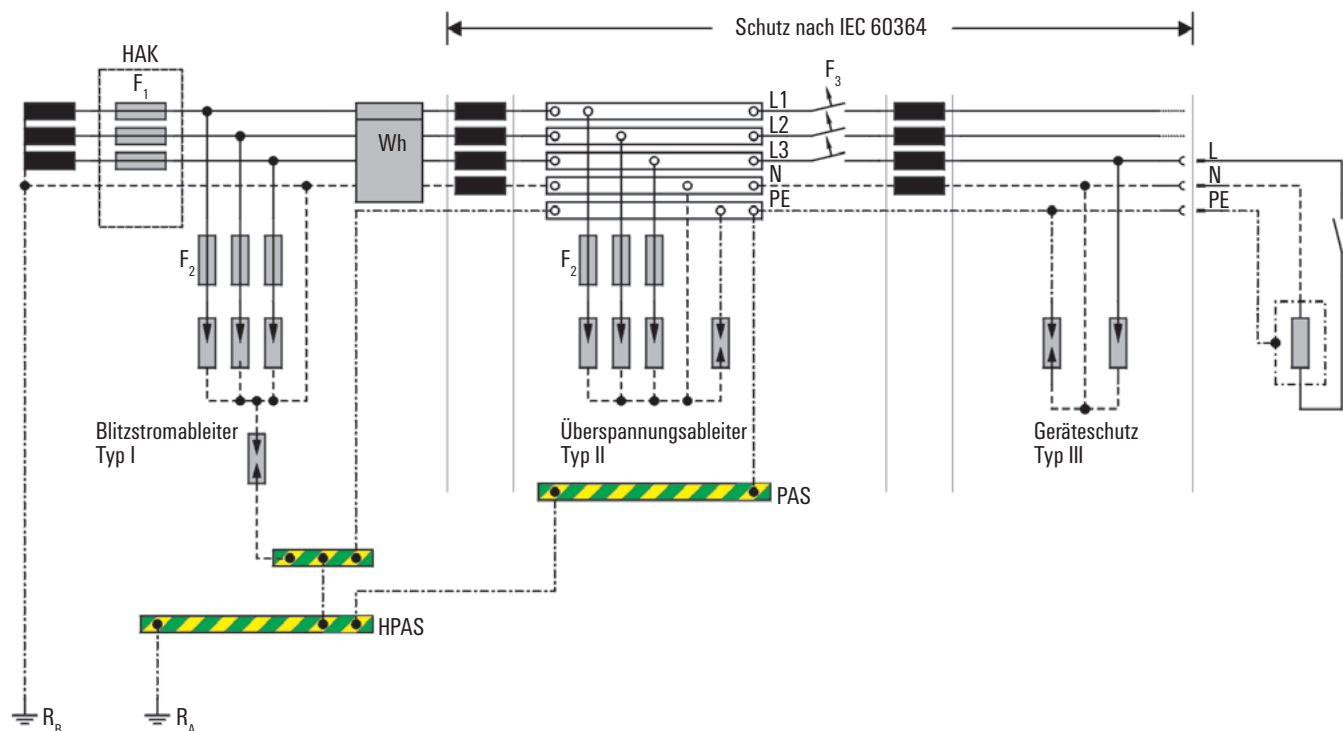 Schutz nach IEC 60364
HAK
F1
F3
L1
L2
L3
N
PE
Wh
L
N
PE
F2
F2
Blitzstromableiter
Typ I
Überspannungsableiter
Typ II
Geräteschutz
Typ III
PAS
HPAS
RB
RA